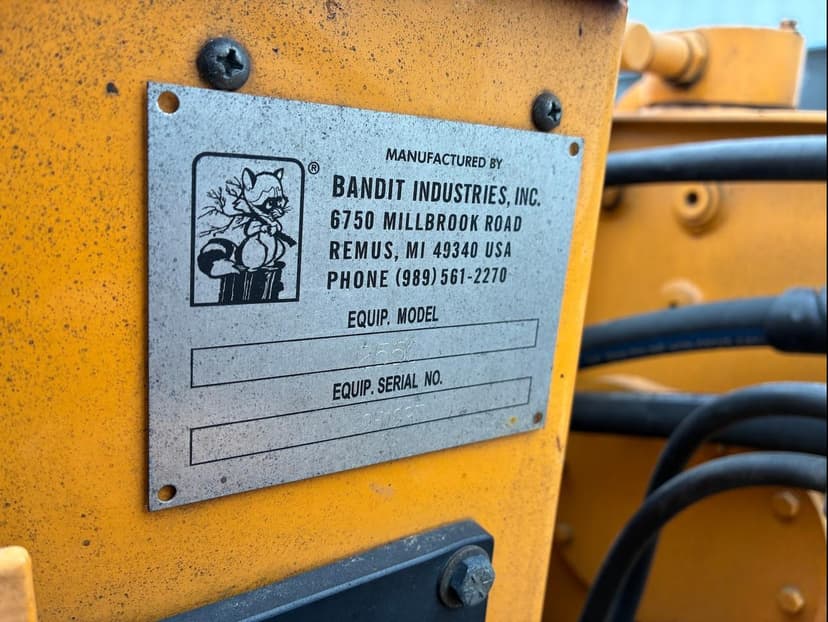 ®
MANUFACTURED BY
BANDIT INDUSTRIES, INC.
6750 MILLBROOK ROAD
REMUS, MI 49340 USA
PHONE (989) 561-2270
EQUIP. MODEL
EQUIP. SERIAL NO.